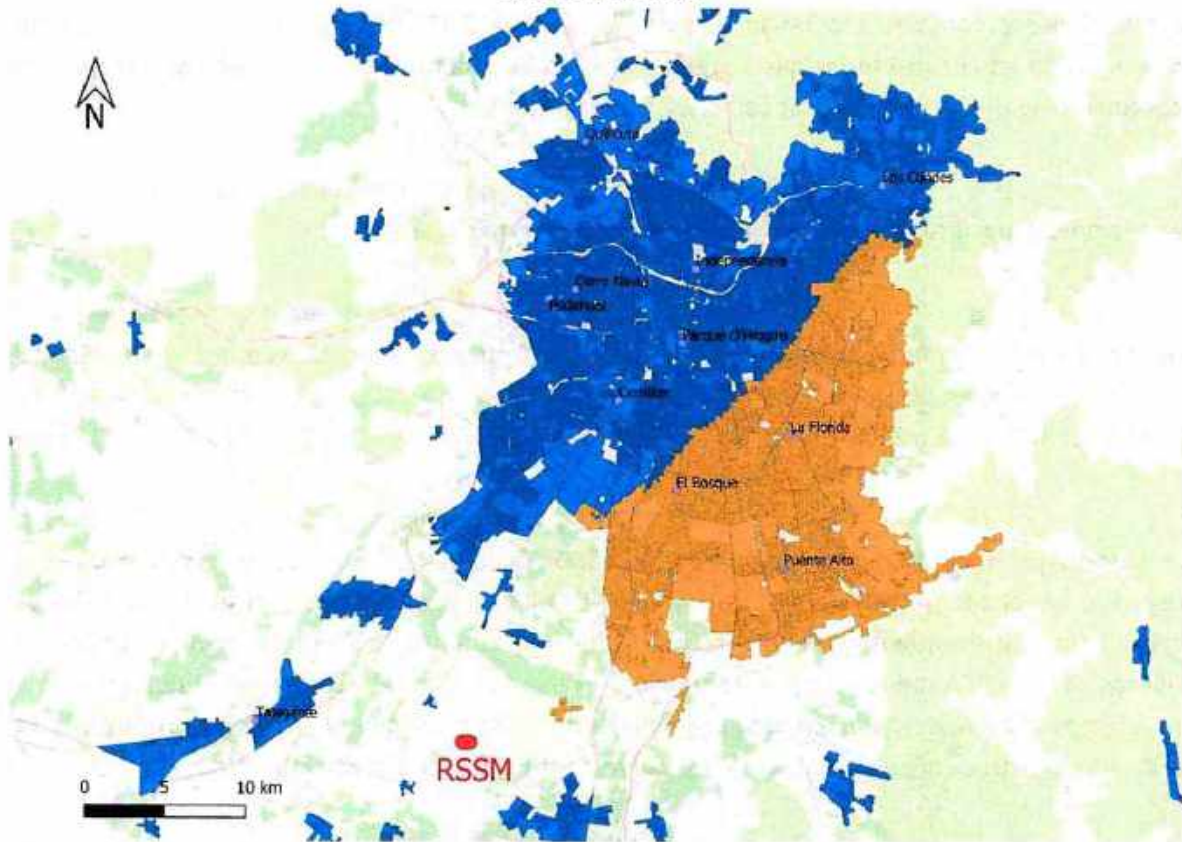 N
Quilicura
Las Condes
Independencia
Cerro Navia
Pudahuel
Parque O'Higgins
Cerrillos
La Florida
El Bosque
Puente Alto
Talagante
RSSM
0 5 10 km